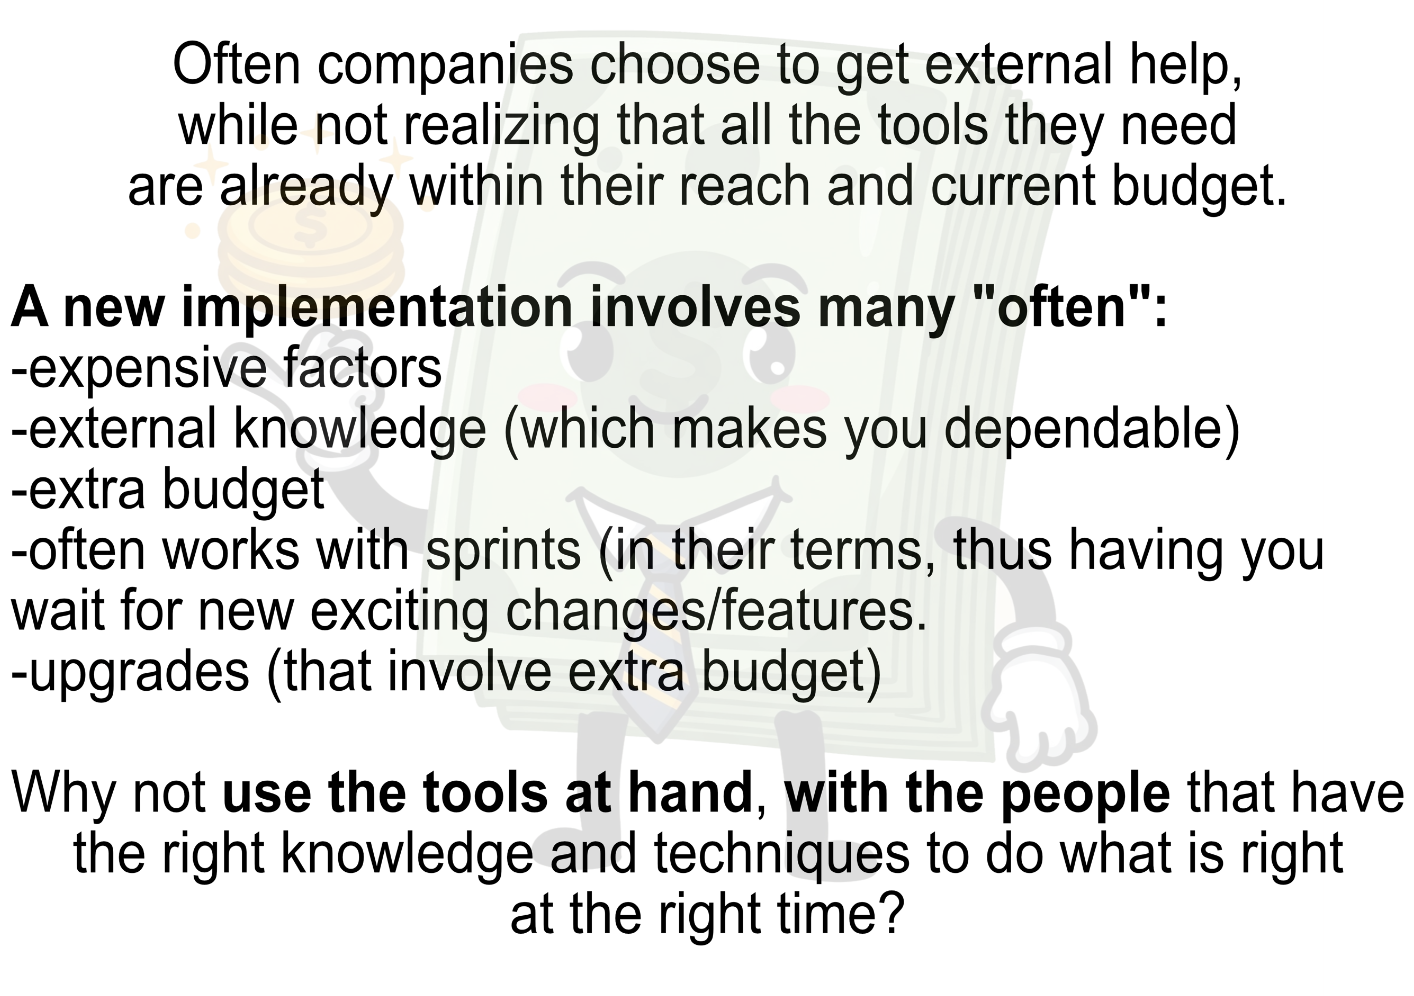 Often companies choose to get external help,
while not realizing that all the tools they need
are already within their reach and current budget.
A new implementation involves many "often":
-expensive factors
-external knowledge (which makes you dependable)
-extra budget
-often works with sprints (in their terms, thus having you
wait for new exciting changes/features.
-upgrades (that involve extra budget)
Why not use the tools at hand, with the people that have
the right knowledge and techniques to do what is right
at the right time?
$
$